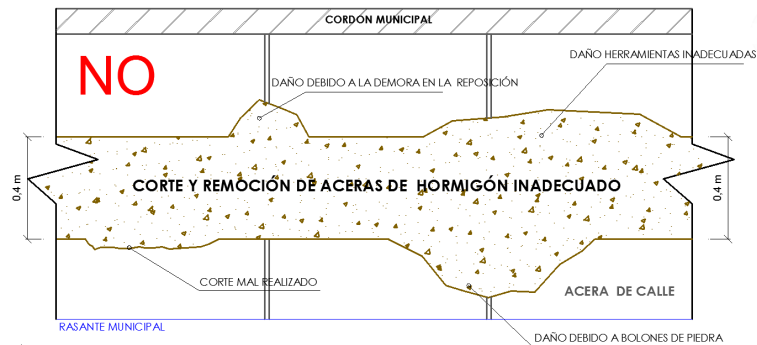 CORDÓN MUNICIPAL
NO
DAÑO HERRAMIENTAS INADECUADAS
DAÑO DEBIDO A LA DEMORA EN LA REPOSICIÓN
0,4 m
CORTE Y REMOCIÓN DE ACERAS DE HORMIGÓN INADECUADO
0,4 m
CORTE MAL REALIZADO
ACERA DE CALLE
RASANTE MUNICIPAL
DAÑO DEBIDO A BOLONES DE PIEDRA